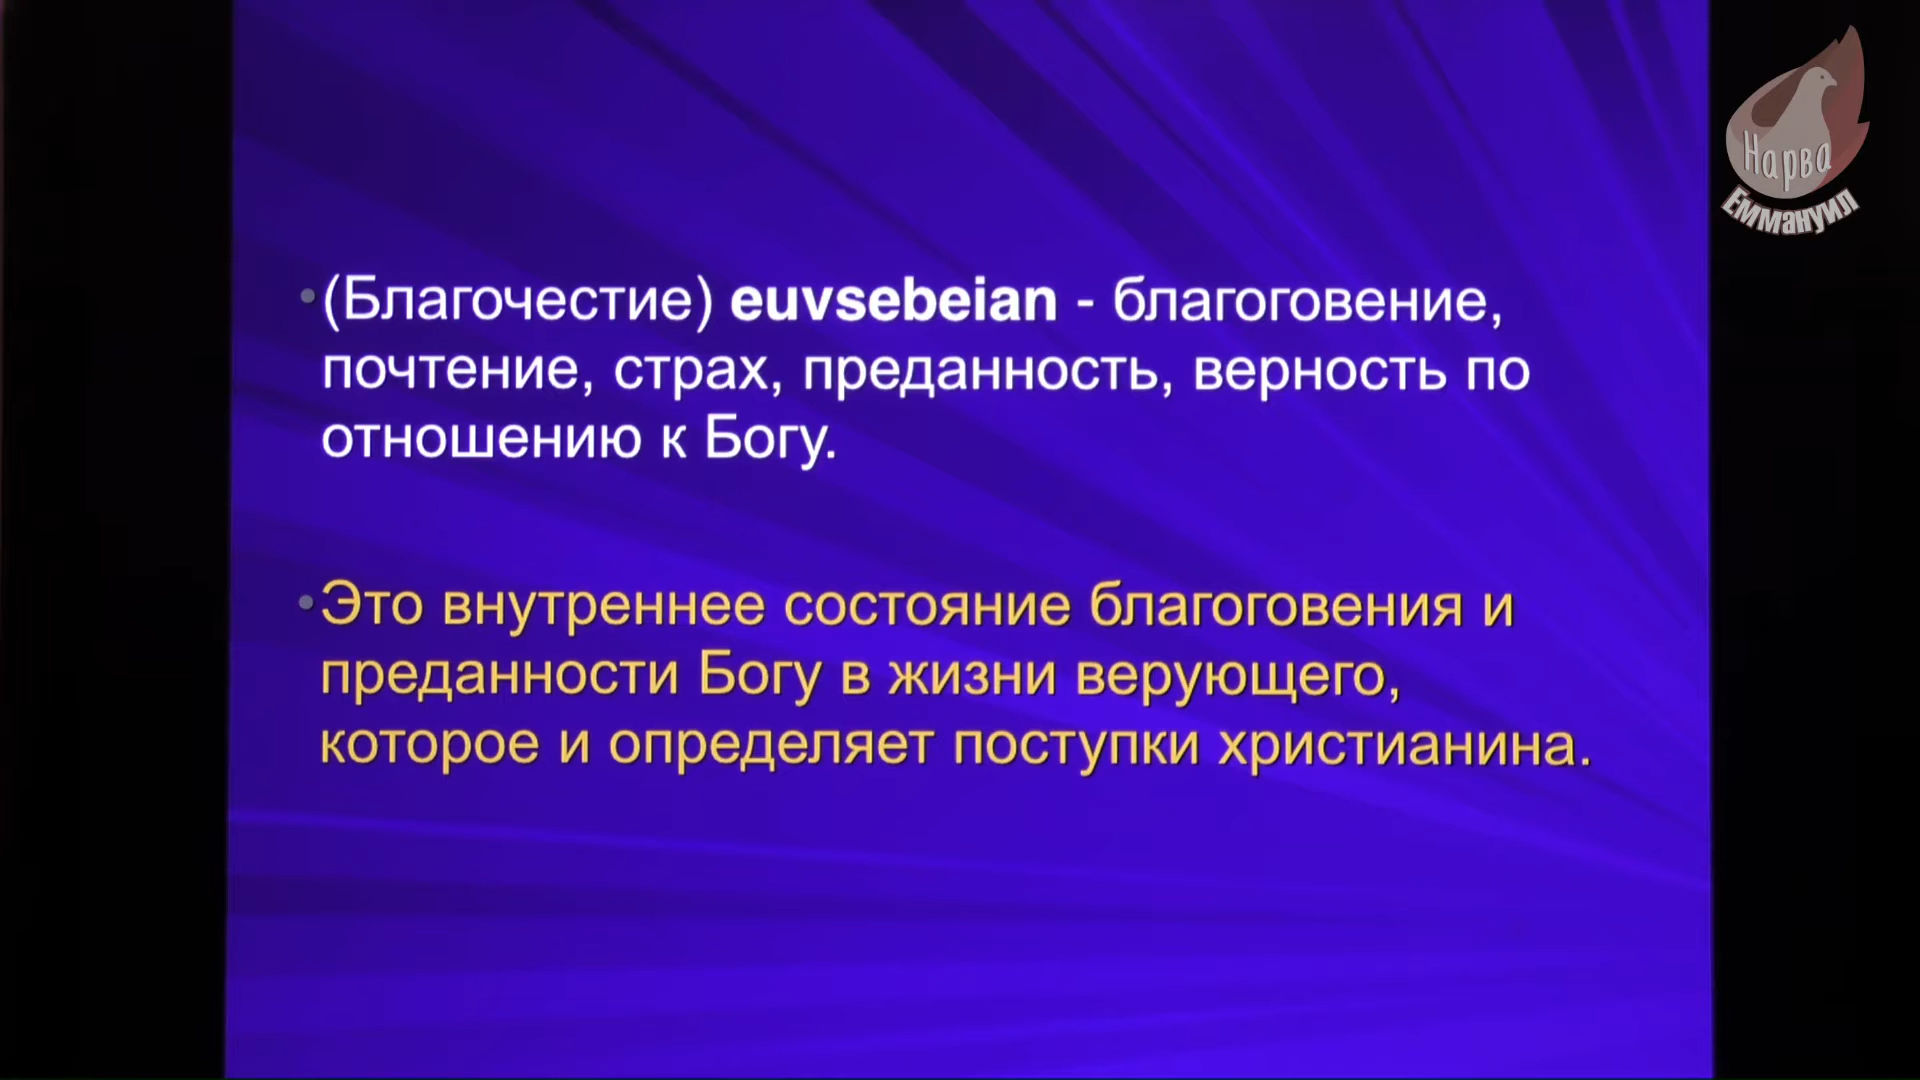 Нарва
Еммануил
•(Благочестие) euvsebeian - благоговение,
почтение, страх, преданность, верность по
отношению к Богу.
•Это внутреннее состояние благоговения и
преданности Богу в жизни верующего,
которое и определяет поступки христианина.